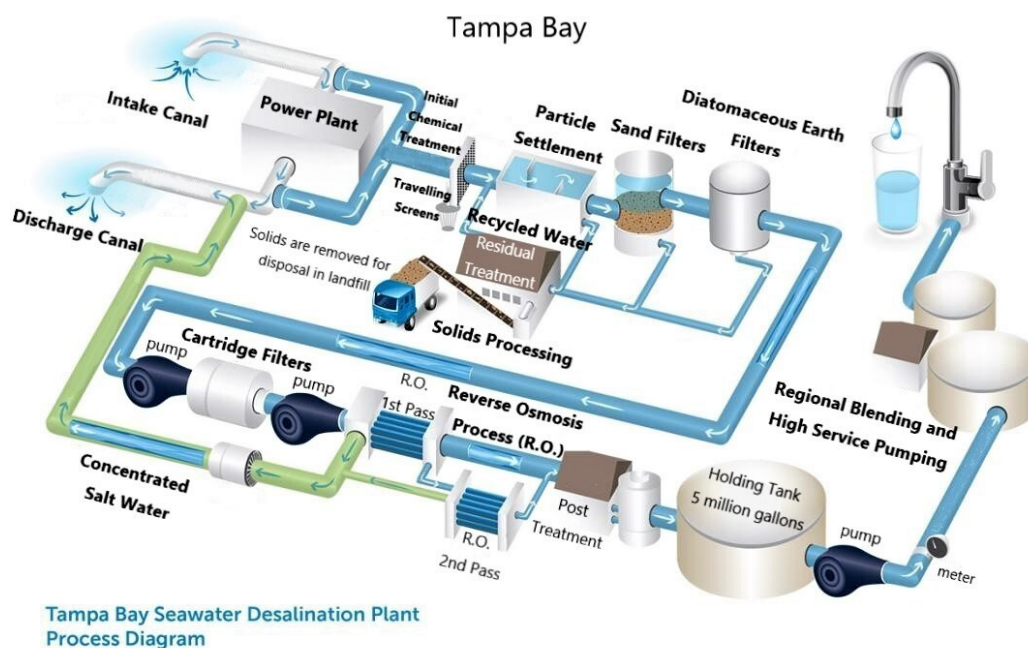 Tampa Bay
Intake Canal
Power Plant
Initial
Chemical
Treatment
Particle
Settlement
Sand Filters
Diatomaceous Earth
Filters
Discharge Canal
Travelling
Screens
Recycled Water
Solids are removed for
disposal in landfill
Residual
Treatment
Solids Processing
Cartridge Filters
pump
pump
R.O.
1st Pass
Reverse Osmosis
Process (R.O.)
Regional Blending and
High Service Pumping
Concentrated
Salt Water
R.O.
2nd Pass
Post
Treatment
Holding Tank
5 million gallons
pump
meter
Tampa Bay Seawater Desalination Plant
Process Diagram